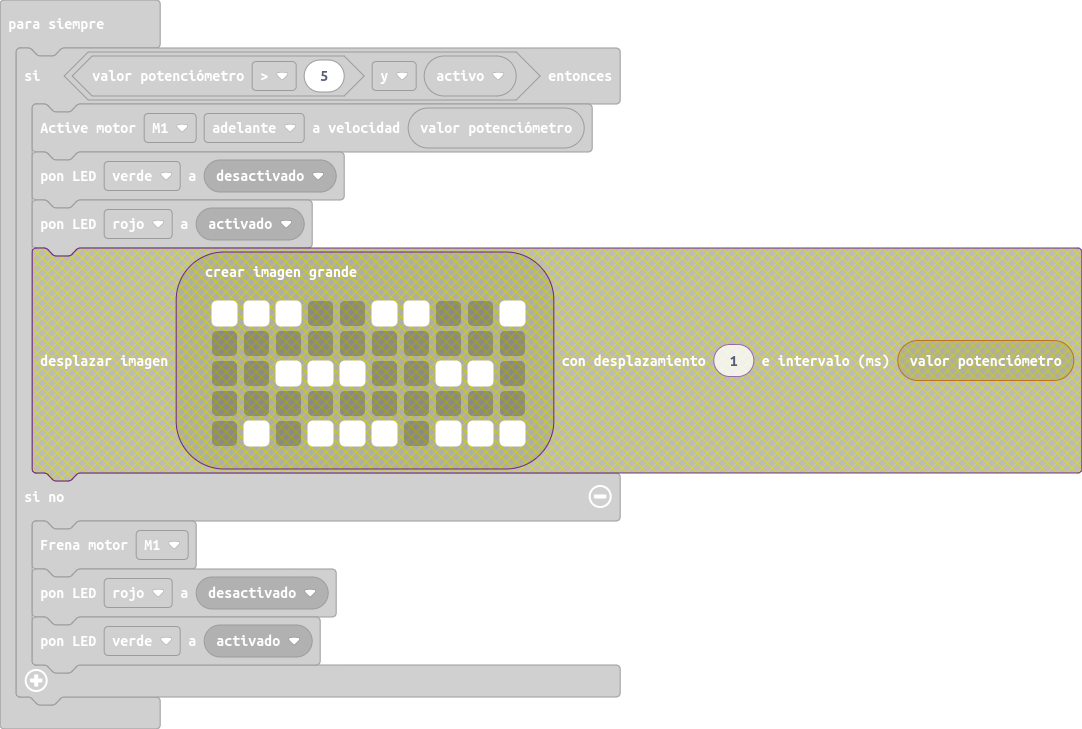 para siempre
si valor potenciómetro > 5 y activo entonces
Active motor M1 adelante a velocidad valor potenciómetro
pon LED verde a desactivado
pon LED rojo a activado
crear imagen grande
desplazar imagen con desplazamiento 1 e intervalo (ms) valor potenciómetro
si no
Frena motor M1
pon LED rojo a desactivado
pon LED verde a activado